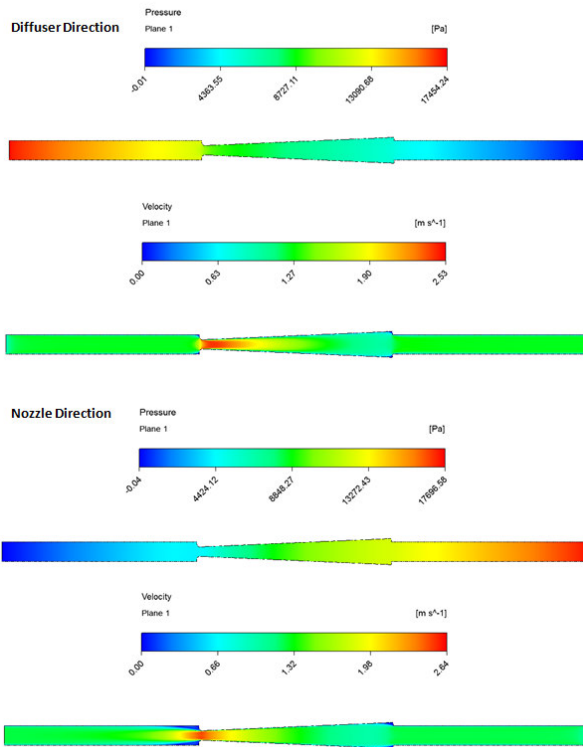 Diffuser Direction
Pressure
Plane 1
[Pa]
-0.01
4363.55
8727.11
13090.68
17454.24
Velocity
Plane 1
[m s^-1]
0.00
0.63
1.27
1.90
2.53
Nozzle Direction
Pressure
Plane 1
[Pa]
-0.04
4424.12
8848.27
13272.43
17696.58
Velocity
Plane 1
[m s^-1]
0.00
0.66
1.32
1.98
2.64